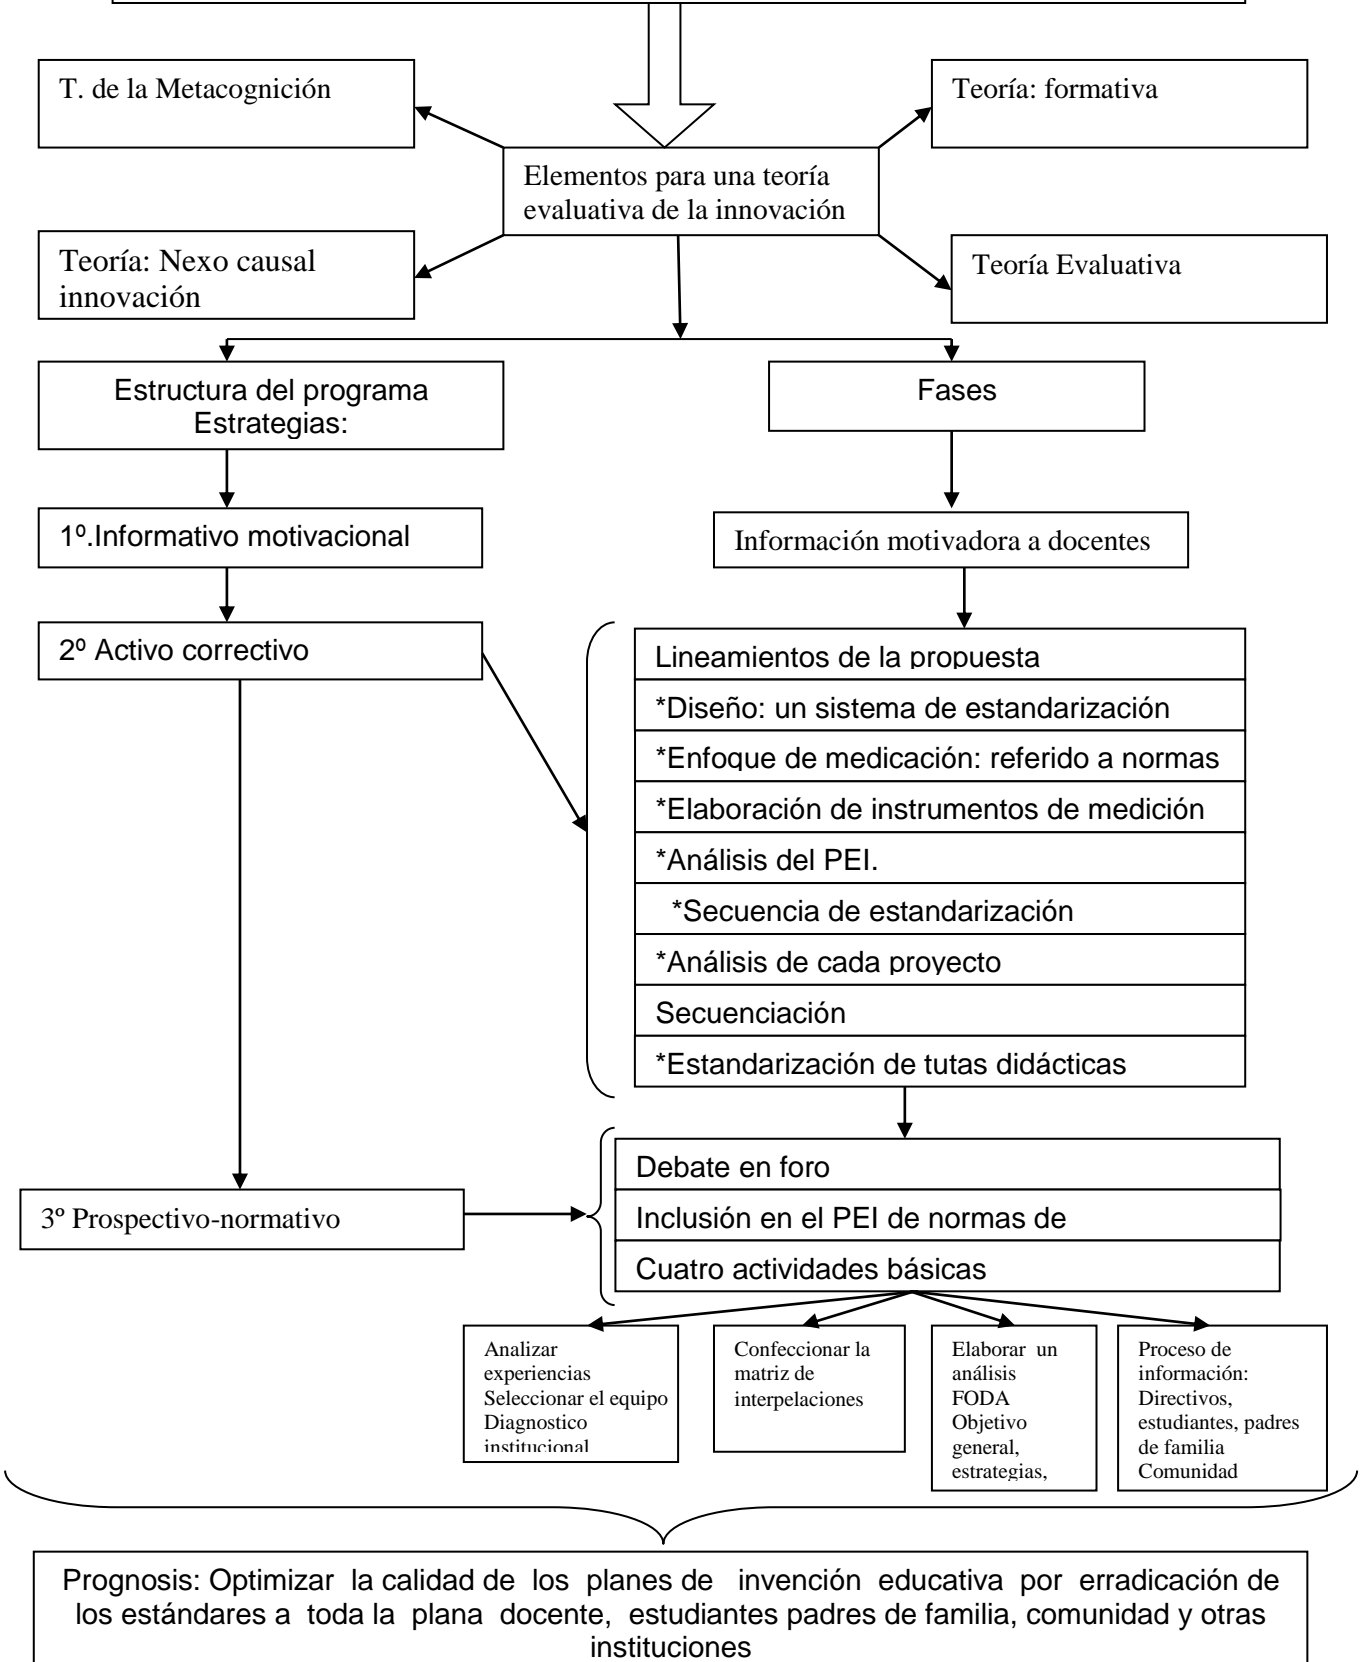 T. de la Metacognición
Teoría: formativa
Elementos para una teoría
evaluativa de la innovación
Teoría: Nexo causal
innovación
Teoría Evaluativa
Estructura del programa
Estrategias:
Fases
1º.Informativo motivacional
Información motivadora a docentes
2º Activo correctivo
Lineamientos de la propuesta
*Diseño: un sistema de estandarización
*Enfoque de medicación: referido a normas
*Elaboración de instrumentos de medición
*Análisis del PEI.
*Secuencia de estandarización
*Análisis de cada proyecto
Secuenciación
*Estandarización de tutas didácticas
Debate en foro
3º Prospectivo-normativo
Inclusión en el PEI de normas de
Cuatro actividades básicas
Analizar
experiencias
Seleccionar el equipo
Diagnostico
institucional
Confeccionar la
matriz de
interpelaciones
Elaborar un
análisis
FODA
Objetivo
general,
estrategias,
Proceso de
información:
Directivos,
estudiantes, padres
de familia
Comunidad
Prognosis: Optimizar la calidad de los planes de invención educativa por erradicación de
los estándares a toda la plana docente, estudiantes padres de familia, comunidad y otras
instituciones